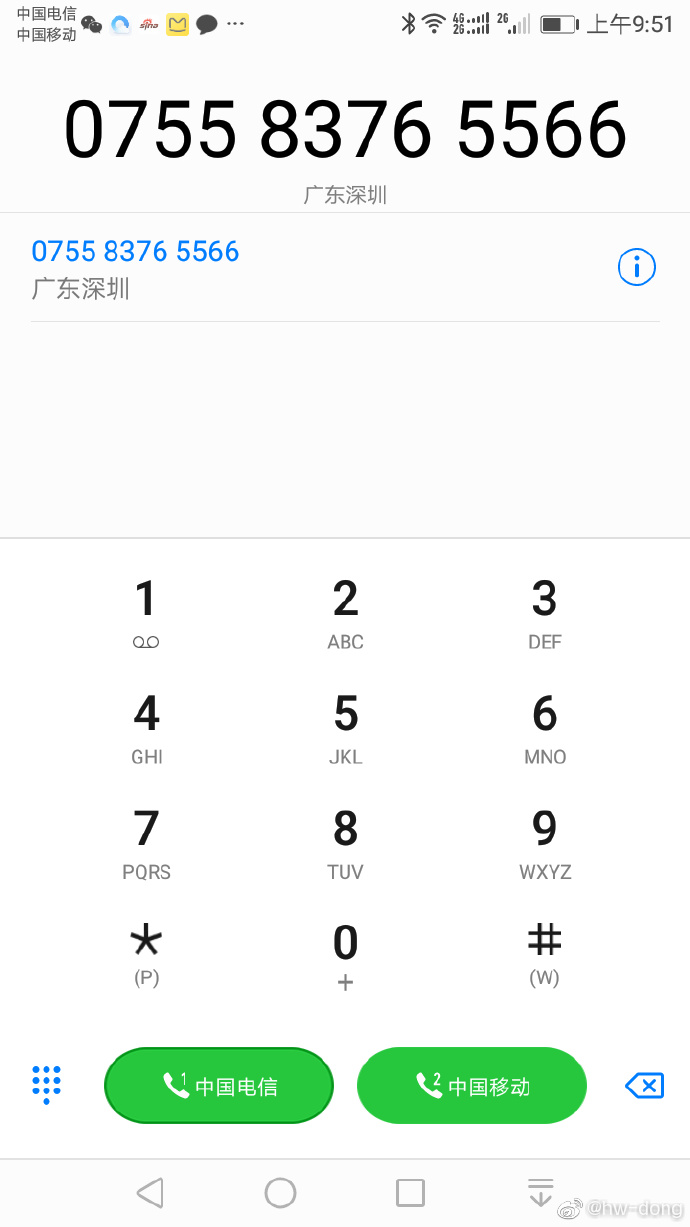 中国电信
中国移动
sina
4G
2G
2G
上午9:51
0755 8376 5566
广东深圳
0755 8376 5566
广东深圳
1 2 3
ABC DEF
4 5 6
GHI JKL MNO
7 8 9
PQRS TUV WXYZ
* 0 #
(P) + (W)
1 中国电信 2 中国移动
@hw-dong